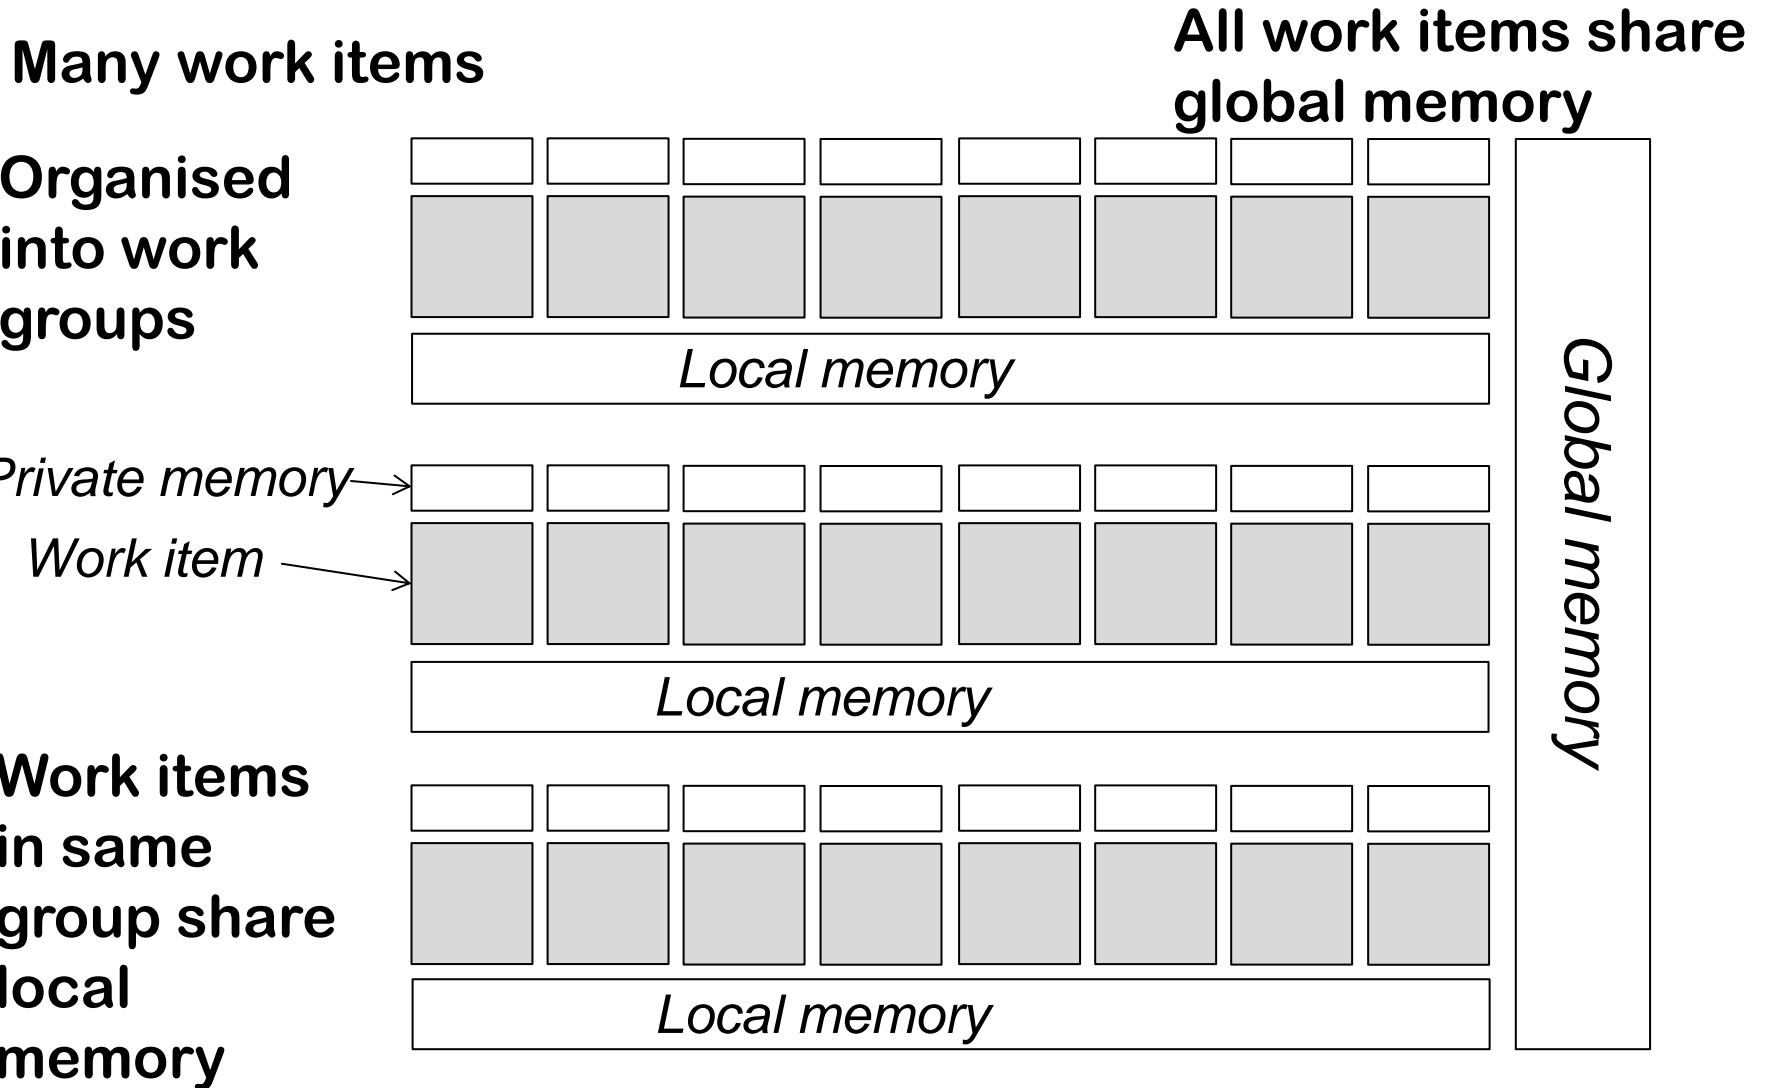 Many work items
All work items share
global memory
Organised
into work
groups
Local memory
Global memory
Private memory
Work item
Local memory
Work items
in same
group share
local
memory
Local memory